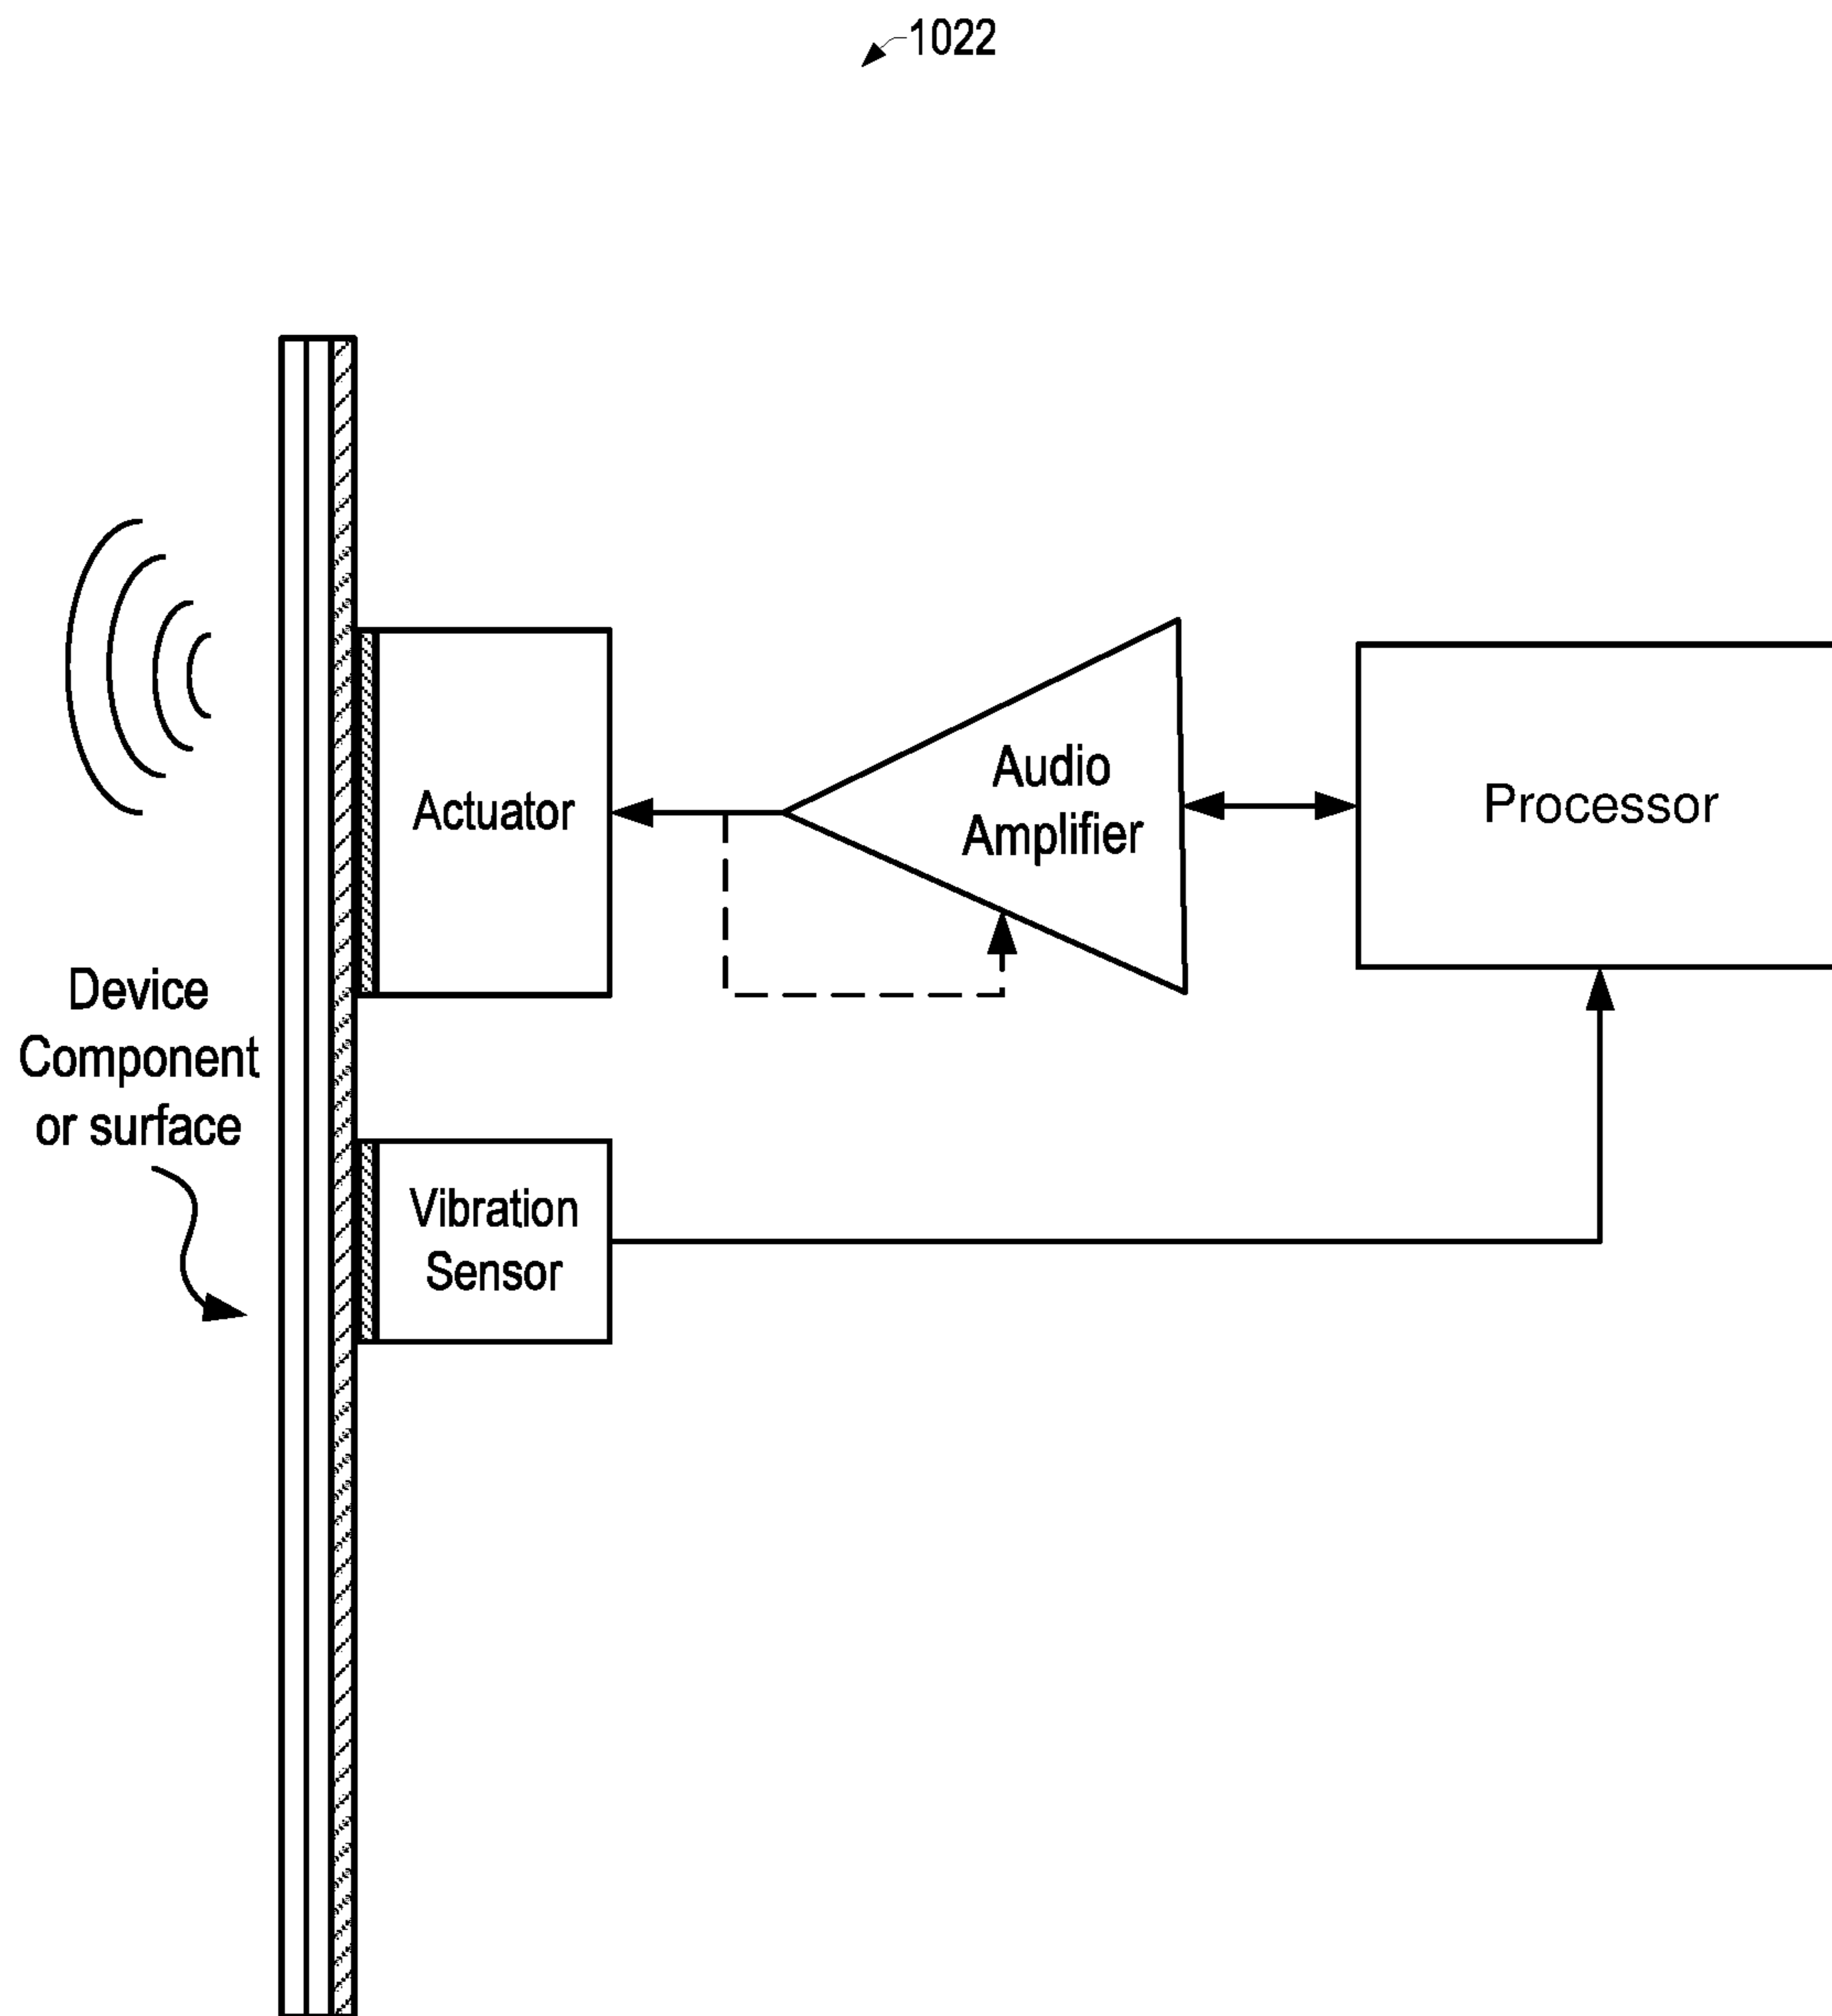 1022
Audio
Amplifier
Processor
Actuator
Device
Component
or surface
Vibration
Sensor